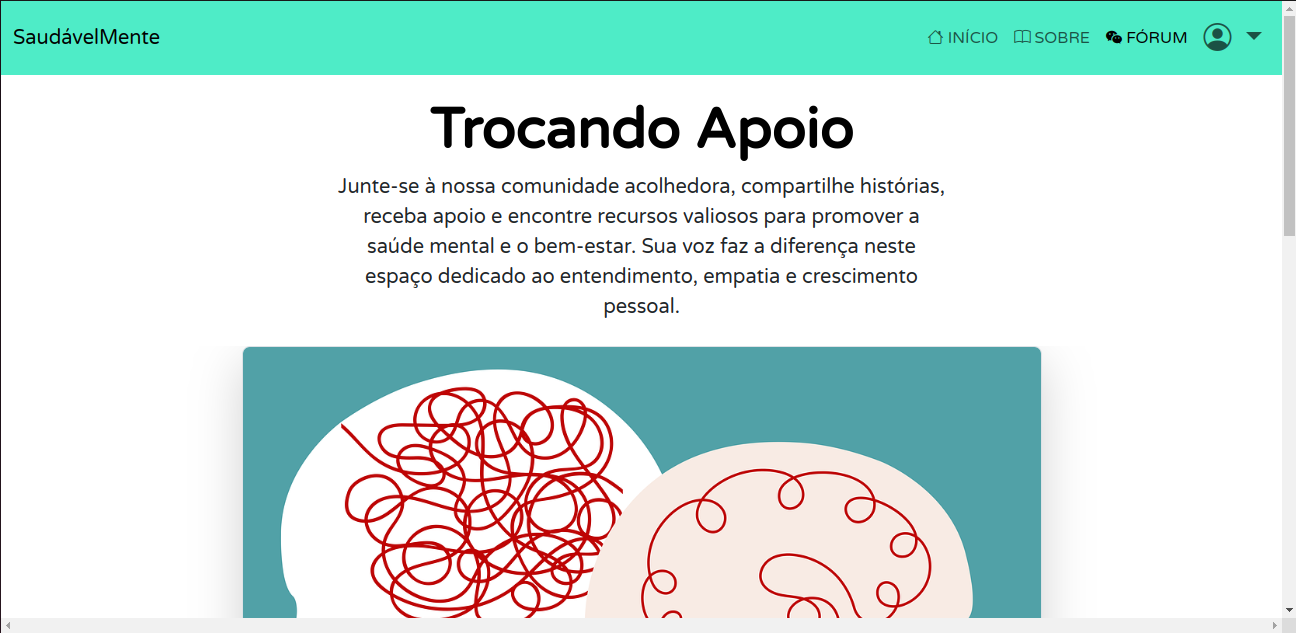 SaudávelMente
INÍCIO SOBRE FÓRUM
Trocando Apoio
Junte-se à nossa comunidade acolhedora, compartilhe histórias,
receba apoio e encontre recursos valiosos para promover a
saúde mental e o bem-estar. Sua voz faz a diferença neste
espaço dedicado ao entendimento, empatia e crescimento
pessoal.